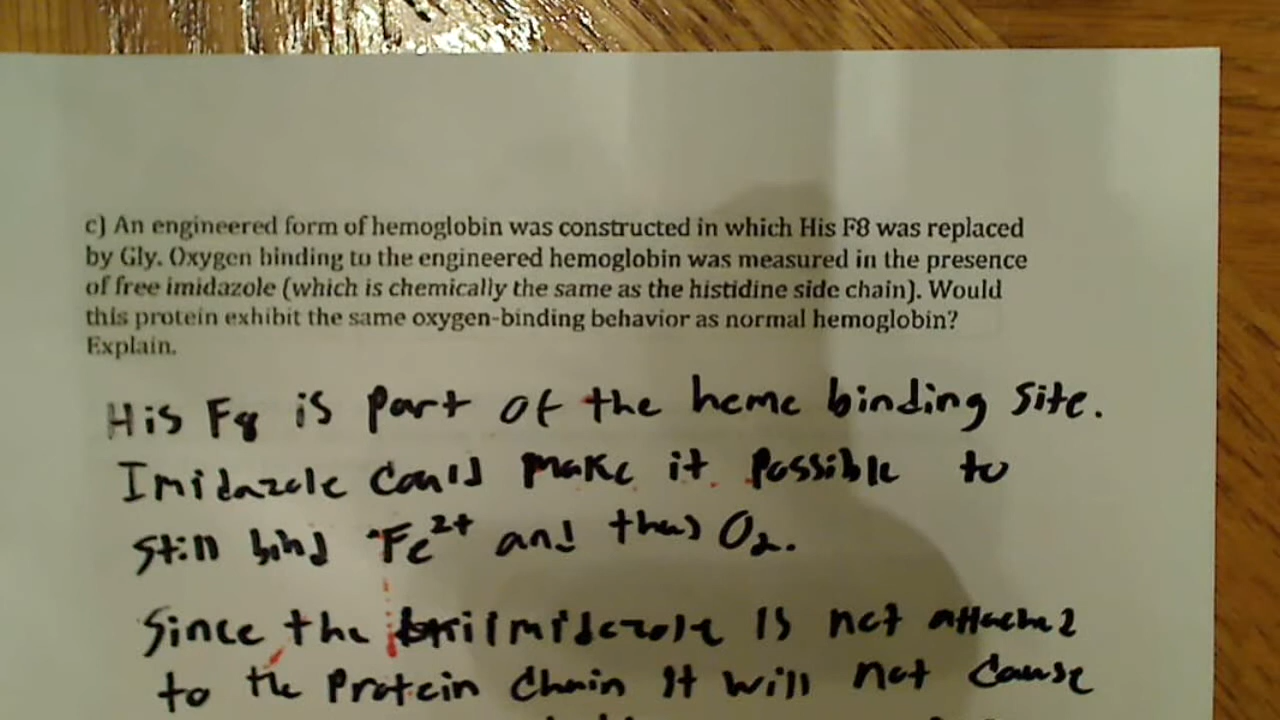 c) An engineered form of hemoglobin was constructed in which His F8 was replaced
by Gly. Oxygen binding to the engineered hemoglobin was measured in the presence
of free imidazole (which is chemically the same as the histidine side chain). Would
this protein exhibit the same oxygen-binding behavior as normal hemoglobin?
Explain.
His F8 is part of the heme binding site.
Imidazole could make it possible to
still bind Fe²⁺ and thus O₂.
Since the imidazole is not attached
to the protein chain it will not cause